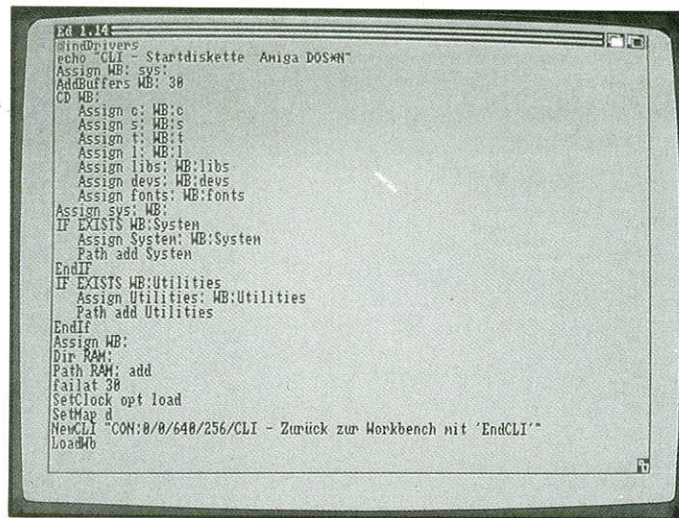 Ed 1.14
BindDrivers
echo "CLI - Startdiskette  Amiga DOS*N"
Assign WB: sys:
AddBuffers WB: 30
CD WB:
Assign c: WB:c
Assign s: WB:s
Assign t: WB:t
Assign l: WB:l
Assign libs: WB:libs
Assign devs: WB:devs
Assign fonts: WB:fonts
Assign sys: WB:
IF EXISTS WB:System
Assign System: WB:System
Path add System
EndIF
IF EXISTS WB:Utilities
Assign Utilities: WB:Utilities
Path add Utilities
EndIf
Assign WB:
Dir RAM:
Path RAM: add
failat 30
SetClock opt load
SetMap d
NewCLI "CON:0/0/640/256/CLI - Zurück zur Workbench mit 'EndCLI'"
LoadWb